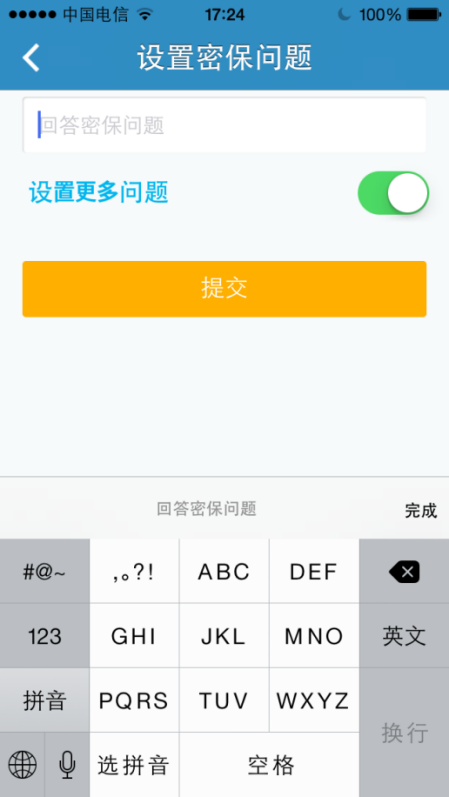 中国电信 17:24 100%
设置密保问题
回答密保问题
设置更多问题
提交
回答密保问题 完成
#@~ ,。?! ABC DEF
123 GHI JKL MNO 英文
拼音 PQRS TUV WXYZ 换行
选拼音 空格